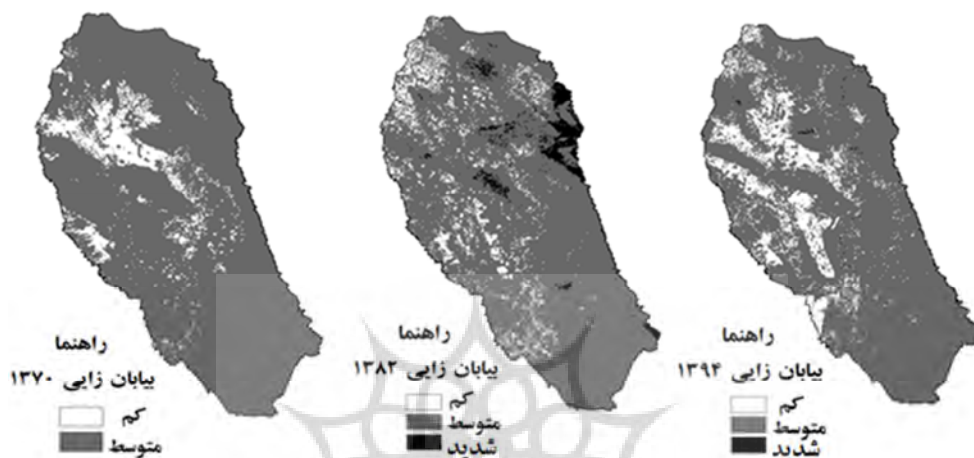 راهنما
بیابان زایی ۱۳۷۰
کم
متوسط
راهنما
بیابان زایی ۱۳۸۲
کم
متوسط
شدید
راهنما
بیابان زایی ۱۳۹۴
کم
متوسط
شدید